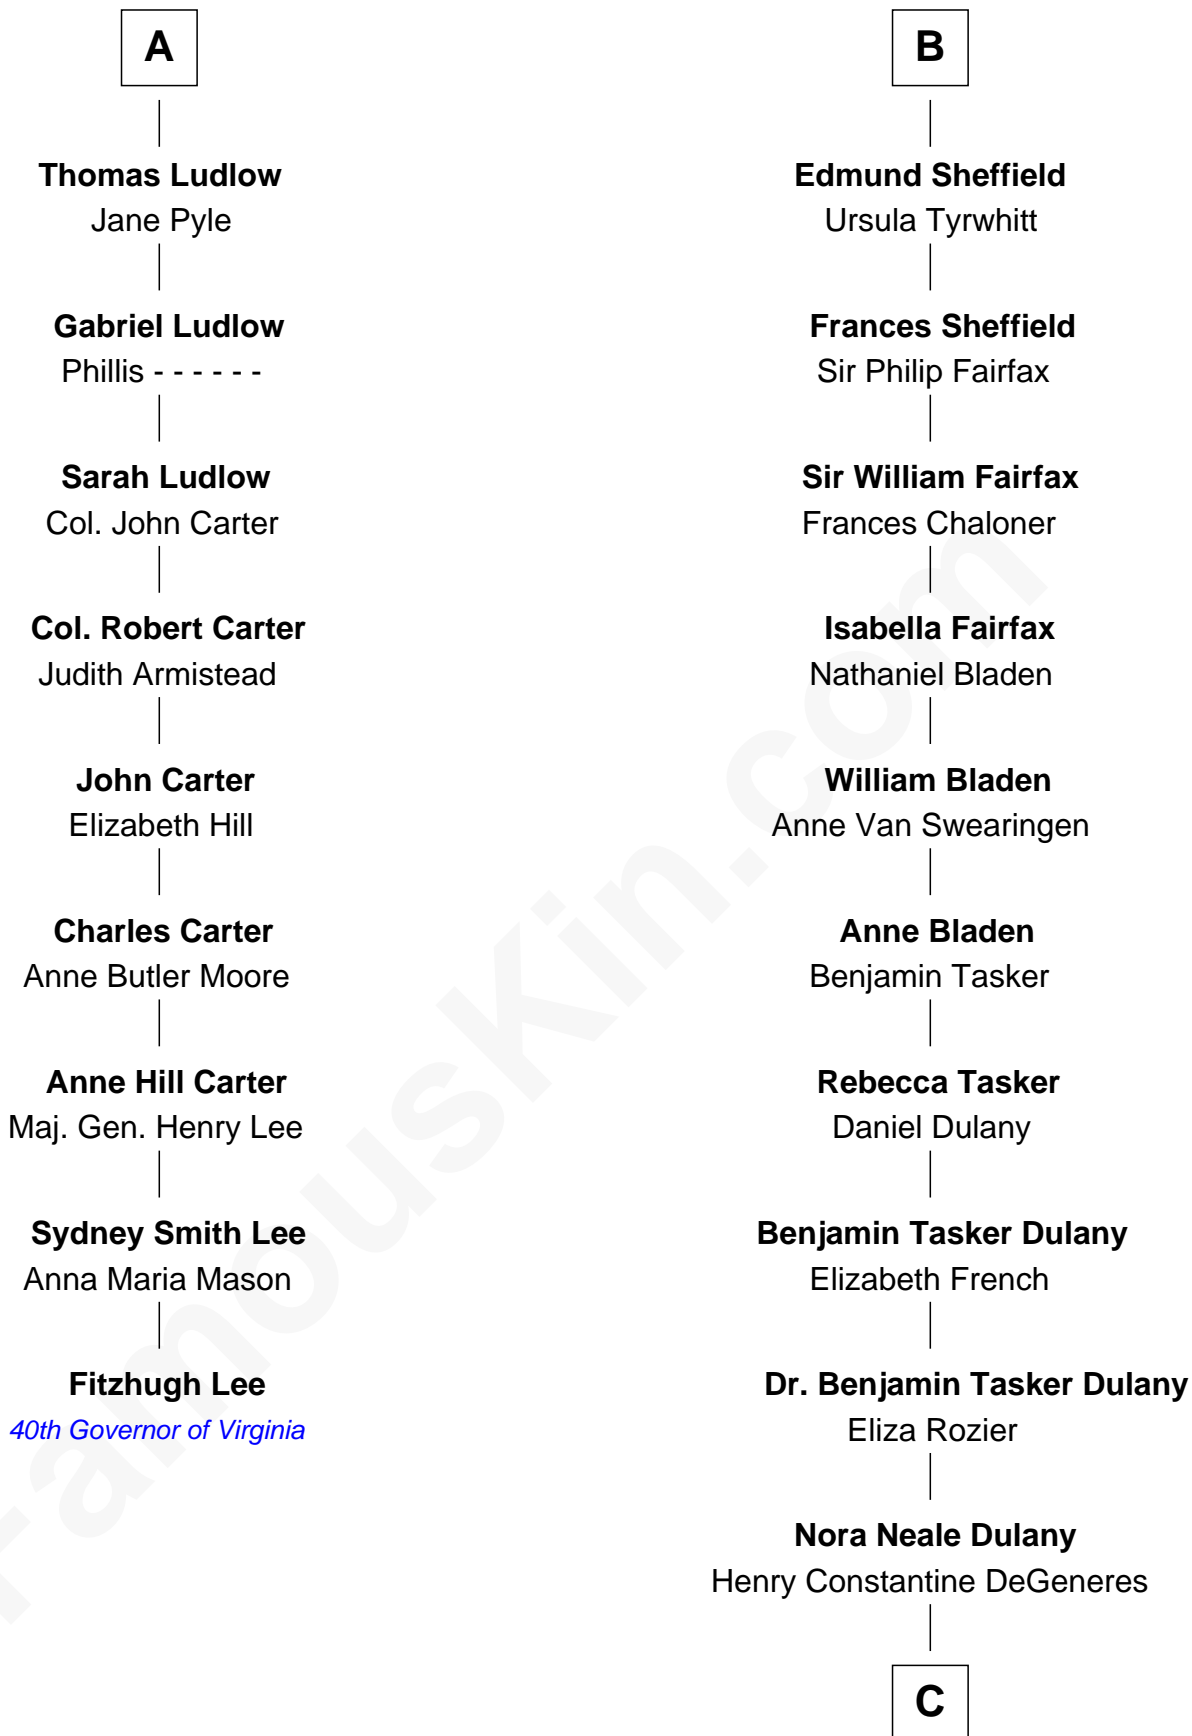 A
Thomas Ludlow
Jane Pyle
Gabriel Ludlow
Phillis - - - - - -
Sarah Ludlow
Col. John Carter
Col. Robert Carter
Judith Armistead
John Carter
Elizabeth Hill
Charles Carter
Anne Butler Moore
Anne Hill Carter
Maj. Gen. Henry Lee
Sydney Smith Lee
Anna Maria Mason
Fitzhugh Lee
40th Governor of Virginia
B
Edmund Sheffield
Ursula Tyrwhitt
Frances Sheffield
Sir Philip Fairfax
Sir William Fairfax
Frances Chaloner
Isabella Fairfax
Nathaniel Bladen
William Bladen
Anne Van Swearingen
Anne Bladen
Benjamin Tasker
Rebecca Tasker
Daniel Dulany
Benjamin Tasker Dulany
Elizabeth French
Dr. Benjamin Tasker Dulany
Eliza Rozier
Nora Neale Dulany
Henry Constantine DeGeneres
C
FamousKin.com